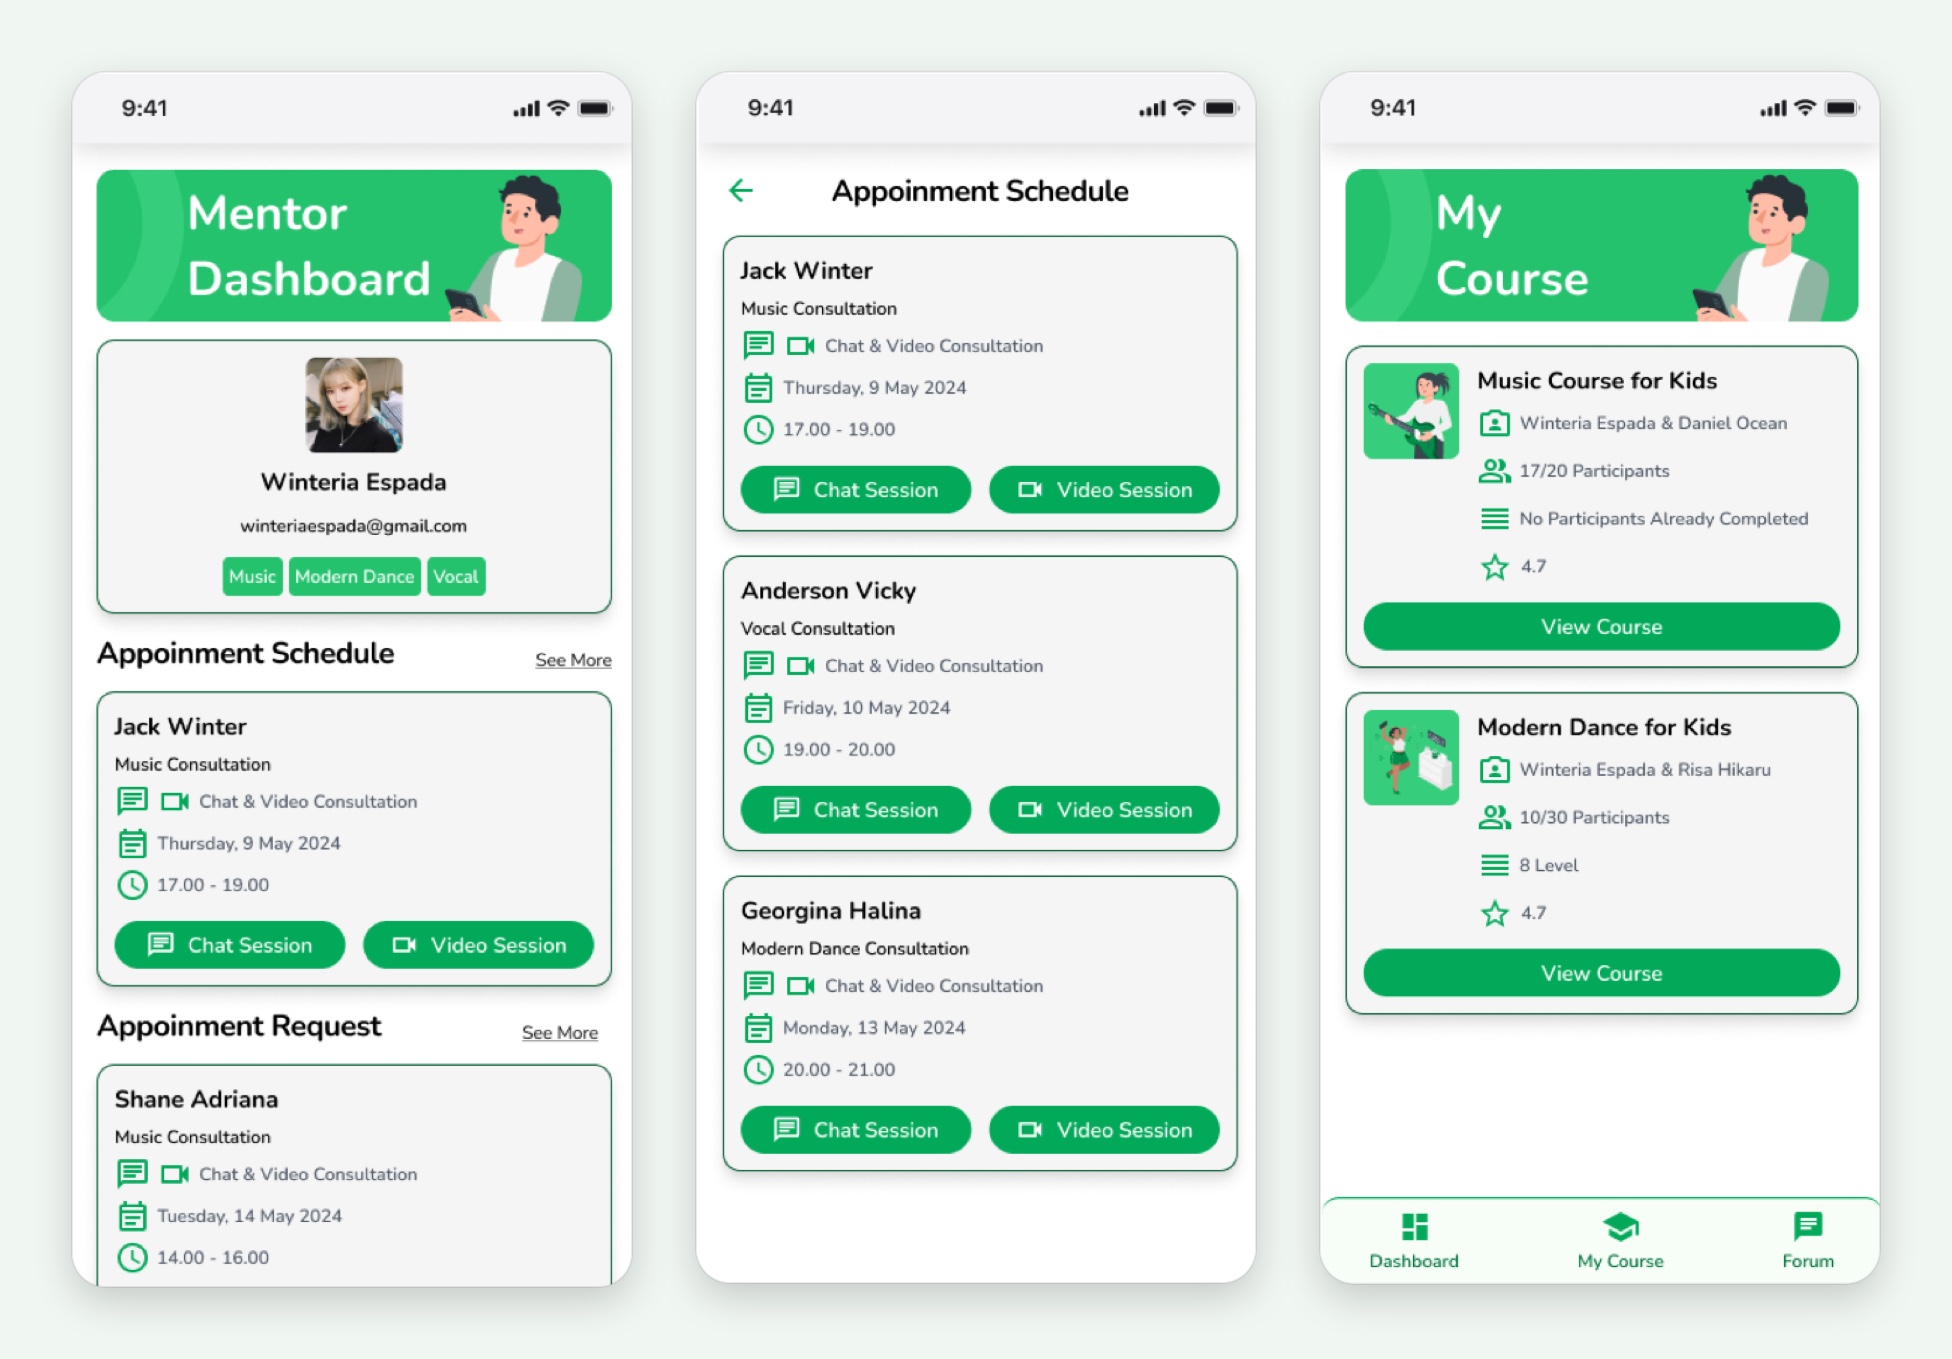 9:41
Mentor
Dashboard
Winteria Espada
winteriaespada@gmail.com
Music Modern Dance Vocal
Appoinment Schedule See More
Jack Winter
Music Consultation
Chat & Video Consultation
Thursday, 9 May 2024
17.00 - 19.00
Chat Session Video Session
Appoinment Request See More
Shane Adriana
Music Consultation
Chat & Video Consultation
Tuesday, 14 May 2024
14.00 - 16.00
9:41
Appoinment Schedule
Jack Winter
Music Consultation
Chat & Video Consultation
Thursday, 9 May 2024
17.00 - 19.00
Chat Session Video Session
Anderson Vicky
Vocal Consultation
Chat & Video Consultation
Friday, 10 May 2024
19.00 - 20.00
Chat Session Video Session
Georgina Halina
Modern Dance Consultation
Chat & Video Consultation
Monday, 13 May 2024
20.00 - 21.00
Chat Session Video Session
9:41
My
Course
Music Course for Kids
Winteria Espada & Daniel Ocean
17/20 Participants
No Participants Already Completed
4.7
View Course
Modern Dance for Kids
Winteria Espada & Risa Hikaru
10/30 Participants
8 Level
4.7
View Course
Dashboard My Course Forum